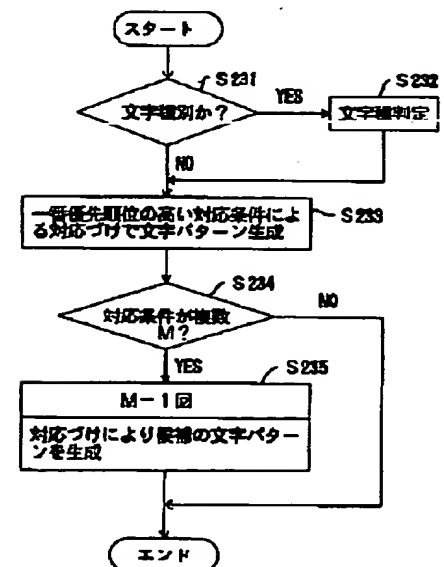 スタート
S231
文字種別か?
YES
S232
文字種判定
NO
一番優先順位の高い対応条件によ
る対応づけで文字パターン生成
S233
S234
対応条件が複数
M?
NO
YES
S235
M-1回
対応づけにより候補の文字パター
ンを生成
エンド